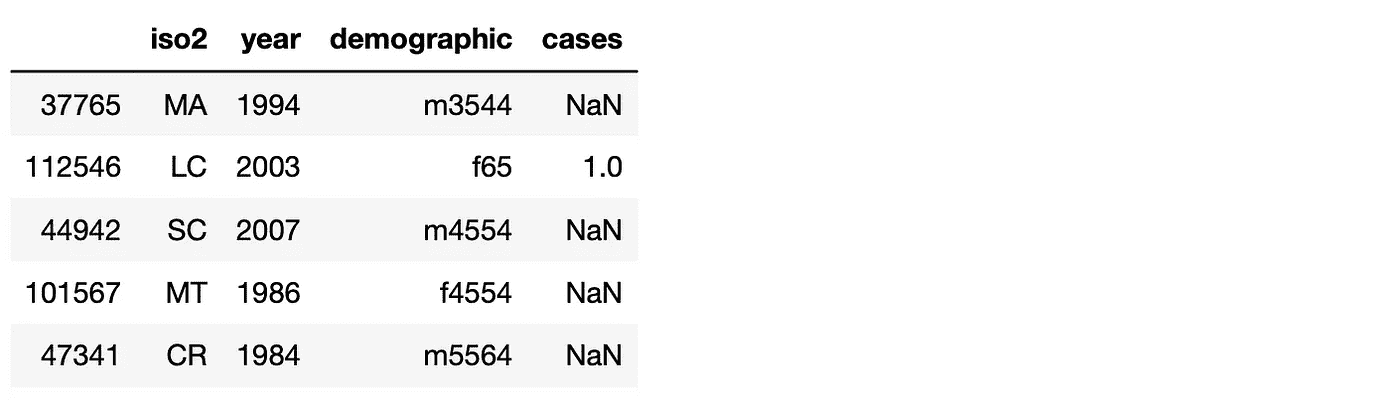 iso2 year demographic cases
37765 MA 1994 m3544 NaN
112546 LC 2003 f65 1.0
44942 SC 2007 m4554 NaN
101567 MT 1986 f4554 NaN
47341 CR 1984 m5564 NaN